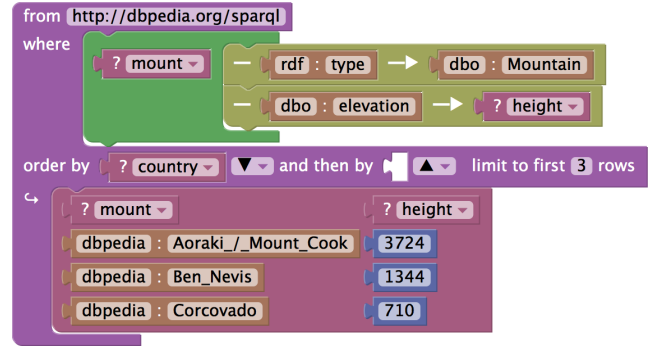 from http://dbpedia.org/sparql
where
? mount rdf : type dbo : Mountain
dbo : elevation ? height
order by ? country ▼ and then by ▲ limit to first 3 rows
? mount ? height
dbpedia : Aoraki_/_Mount_Cook 3724
dbpedia : Ben_Nevis 1344
dbpedia : Corcovado 710